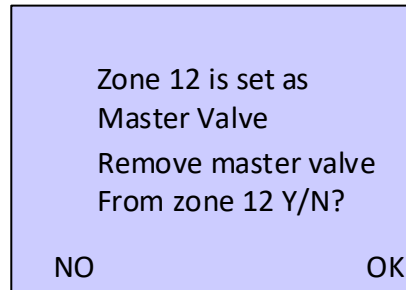 Zone 12 is set as
Master Valve
Remove master valve
From zone 12 Y/N?
NO OK